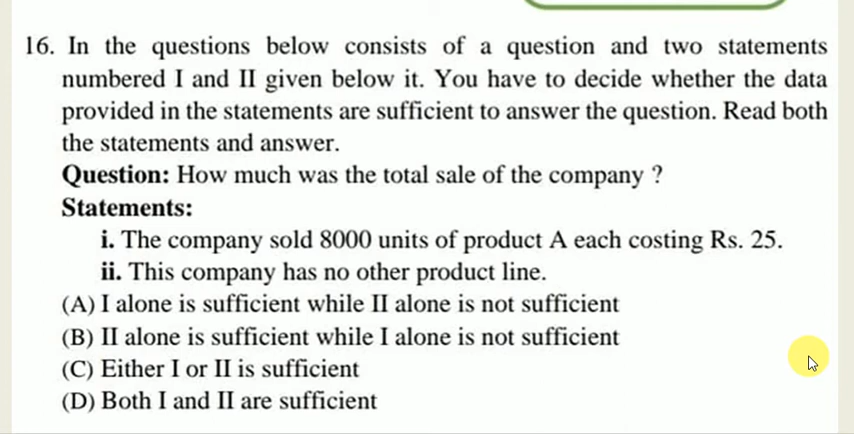 16. In the questions below consists of a question and two statements
numbered I and II given below it. You have to decide whether the data
provided in the statements are sufficient to answer the question. Read both
the statements and answer.
Question: How much was the total sale of the company ?
Statements:
i. The company sold 8000 units of product A each costing Rs. 25.
ii. This company has no other product line.
(A) I alone is sufficient while II alone is not sufficient
(B) II alone is sufficient while I alone is not sufficient
(C) Either I or II is sufficient
(D) Both I and II are sufficient